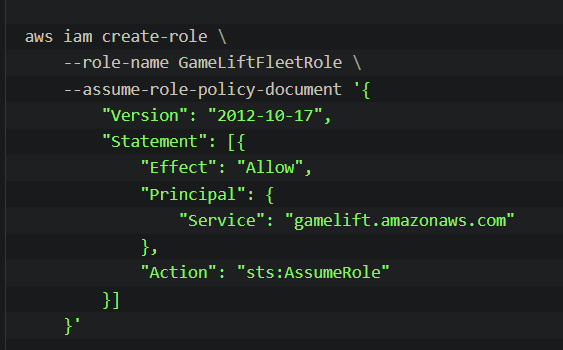 aws iam create-role \
    --role-name GameLiftFleetRole \
    --assume-role-policy-document '{
        "Version": "2012-10-17",
        "Statement": [{
            "Effect": "Allow",
            "Principal": {
                "Service": "gamelift.amazonaws.com"
            },
            "Action": "sts:AssumeRole"
        }]
    }'